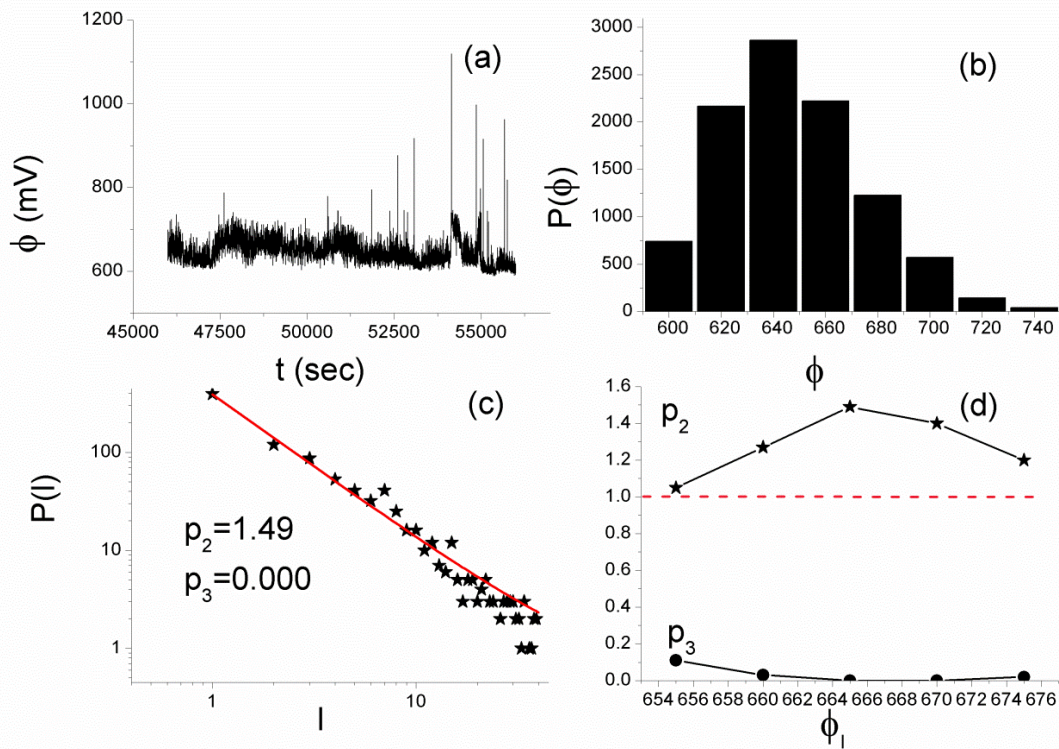 (a)
1200
1000
800
600
ϕ (mV)
45000 47500 50000 52500 55000
t (sec)
(b)
3000
2500
2000
1500
1000
500
0
P(ϕ)
600 620 640 660 680 700 720 740
ϕ
(c)
100
10
1
P(l)
p₂=1.49
p₃=0.000
1 10
l
(d)
1.6
1.4
1.2
1.0
0.8
0.6
0.4
0.2
0.0
p₂
p₃
654 656 658 660 662 664 666 668 670 672 674 676
ϕₗ